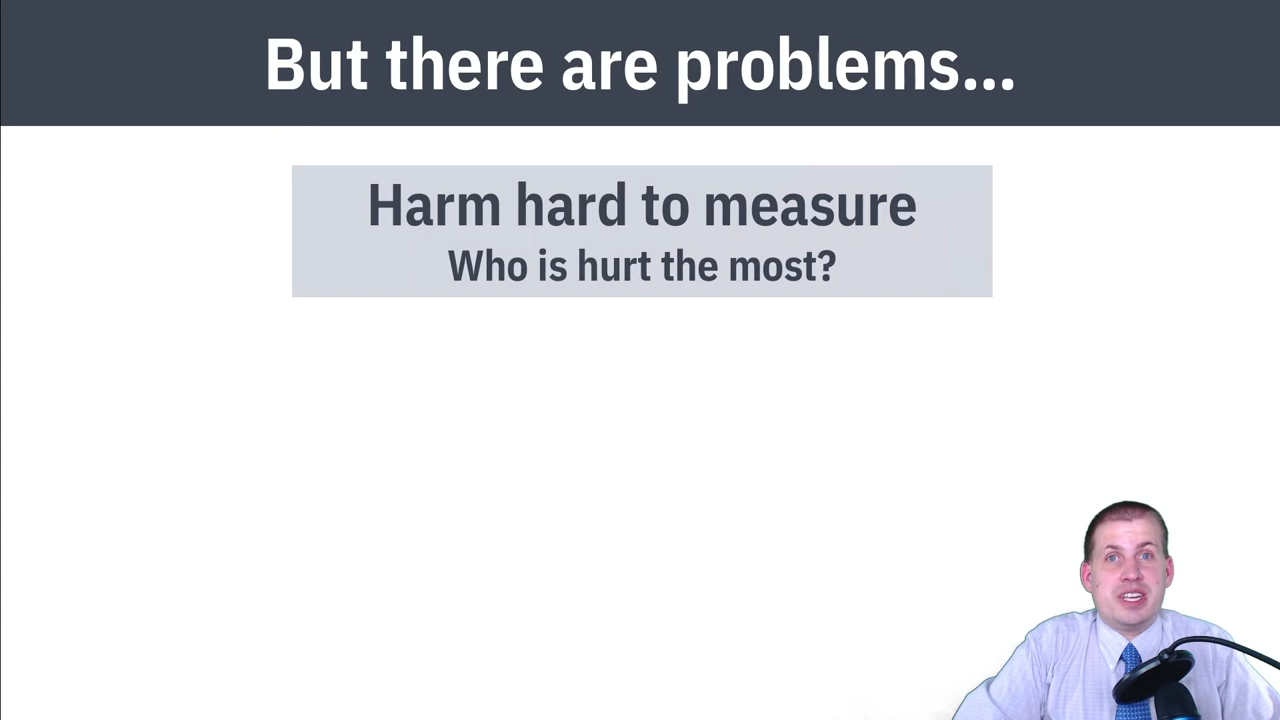 But there are problems...
Harm hard to measure
Who is hurt the most?